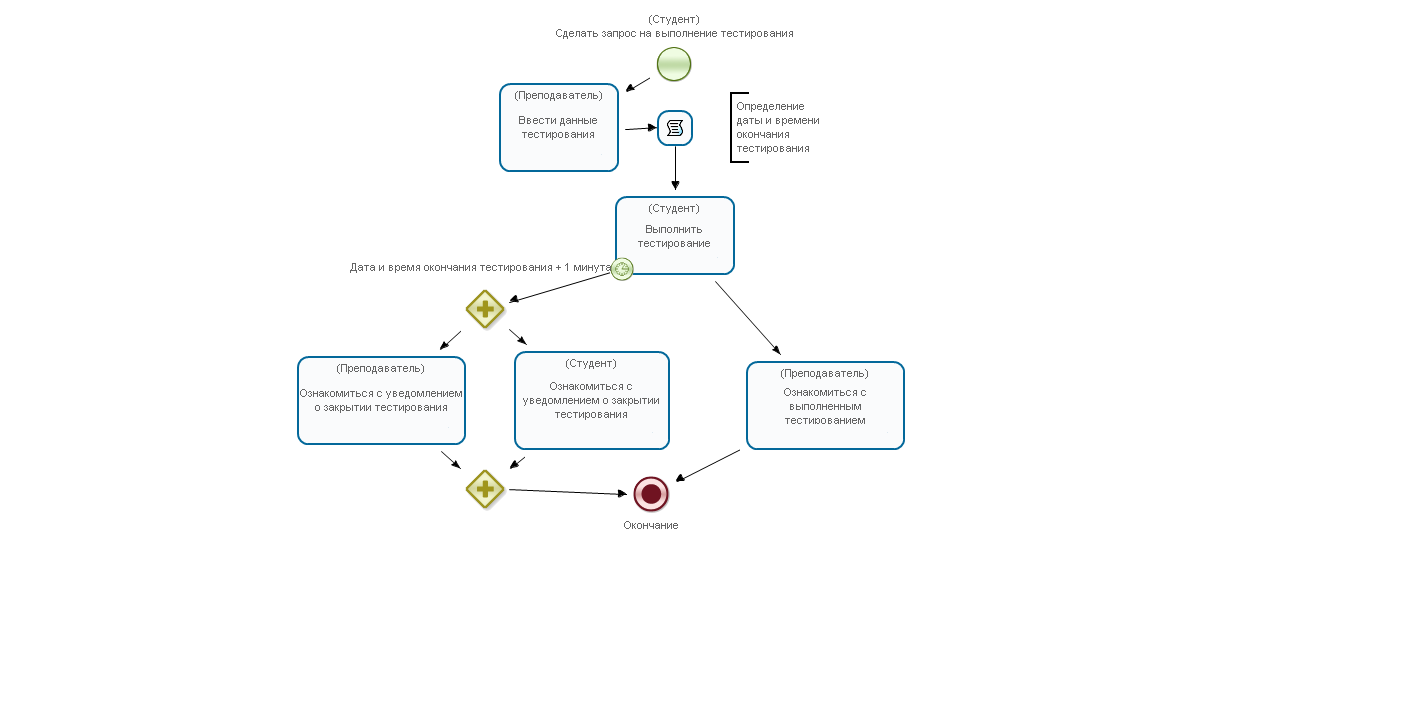 (Студент)
Сделать запрос на выполнение тестирования
(Преподаватель)
Ввести данные
тестирования
Определение
даты и времени
окончания
тестирования
(Студент)
Выполнить
тестирование
Дата и время окончания тестирования + 1 минута
(Преподаватель)
Ознакомиться с уведомлением
о закрытии тестирования
(Студент)
Ознакомиться с
уведомлением о закрытии
тестирования
(Преподаватель)
Ознакомиться с
выполненным
тестированием
Окончание